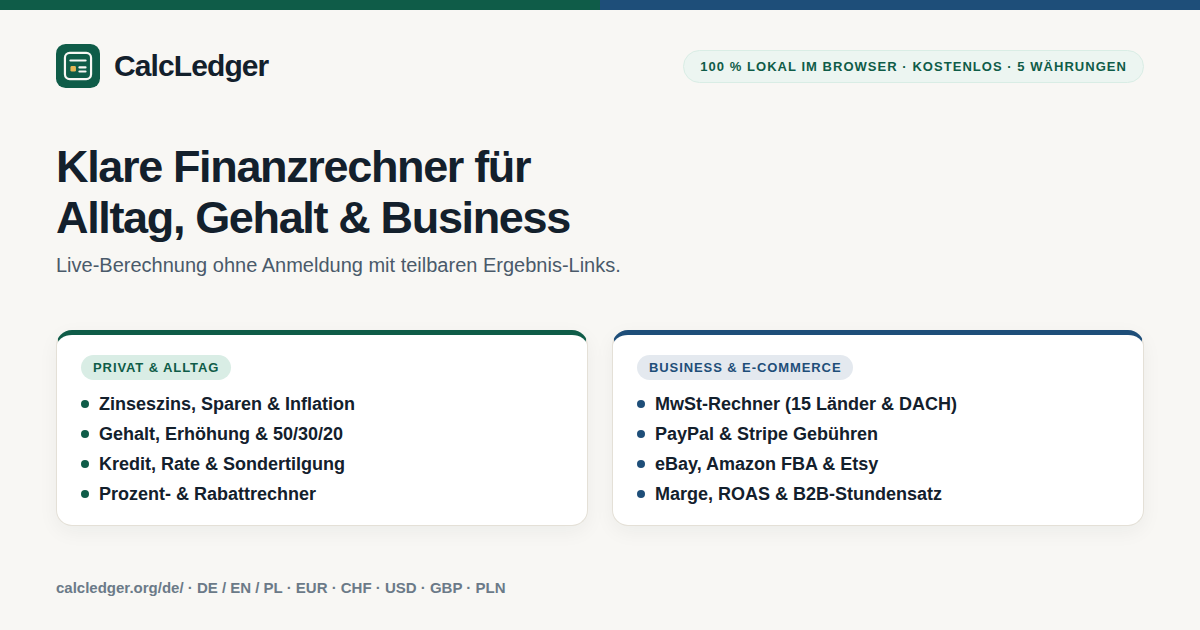 CalcLedger
100 % LOKAL IM BROWSER · KOSTENLOS · 5 WÄHRUNGEN
Klare Finanzrechner für
Alltag, Gehalt & Business
Live-Berechnung ohne Anmeldung mit teilbaren Ergebnis-Links.
PRIVAT & ALLTAG
Zinseszins, Sparen & Inflation
Gehalt, Erhöhung & 50/30/20
Kredit, Rate & Sondertilgung
Prozent- & Rabattrechner
BUSINESS & E-COMMERCE
MwSt-Rechner (15 Länder & DACH)
PayPal & Stripe Gebühren
eBay, Amazon FBA & Etsy
Marge, ROAS & B2B-Stundensatz
calcledger.org/de/ · DE / EN / PL · EUR · CHF · USD · GBP · PLN